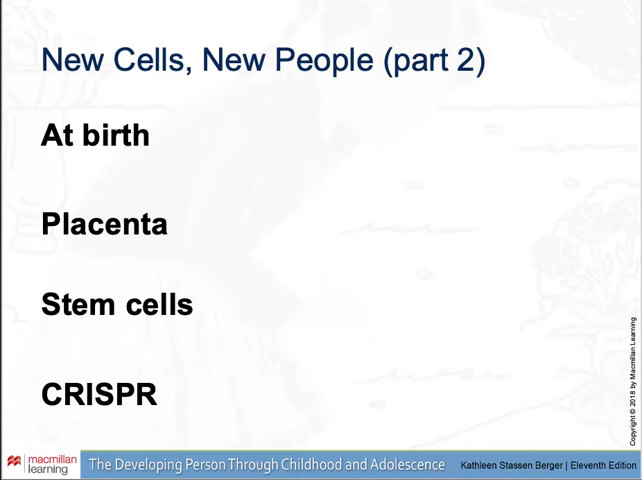 New Cells, New People (part 2)
At birth
Placenta
Stem cells
CRISPR
Copyright © 2018 by Macmillan Learning
macmillan
learning
The Developing Person Through Childhood and Adolescence
Kathleen Stassen Berger | Eleventh Edition